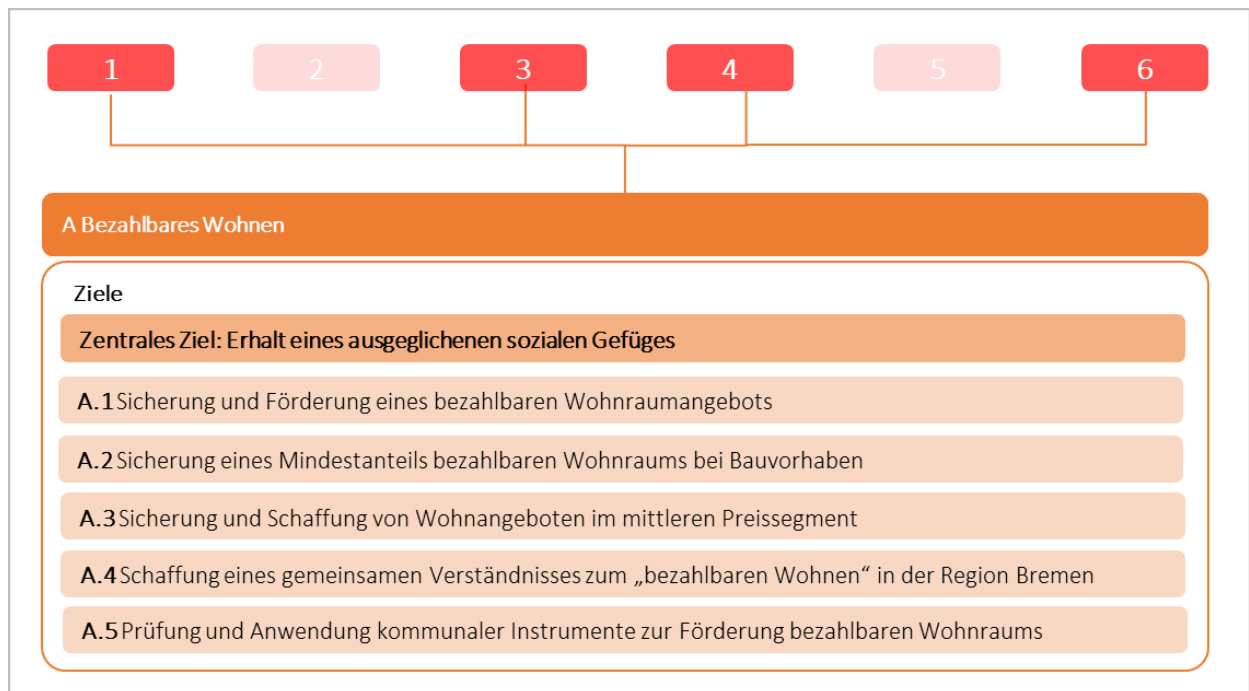 1 2 3 4 5 6
A Bezahlbares Wohnen
Ziele
Zentrales Ziel: Erhalt eines ausgeglichenen sozialen Gefüges
A.1 Sicherung und Förderung eines bezahlbaren Wohnraumangebots
A.2 Sicherung eines Mindestanteils bezahlbaren Wohnraums bei Bauvorhaben
A.3 Sicherung und Schaffung von Wohnangeboten im mittleren Preissegment
A.4 Schaffung eines gemeinsamen Verständnisses zum „bezahlbaren Wohnen“ in der Region Bremen
A.5 Prüfung und Anwendung kommunaler Instrumente zur Förderung bezahlbaren Wohnraums